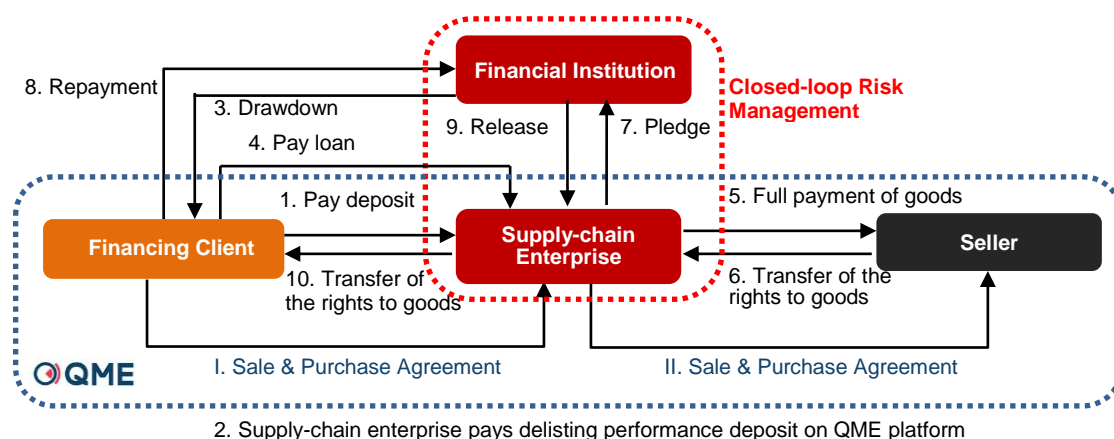 Financial Institution
Closed-loop Risk
Management
8. Repayment
3. Drawdown
4. Pay loan
9. Release
7. Pledge
1. Pay deposit
5. Full payment of goods
Financing Client
Supply-chain
Enterprise
Seller
10. Transfer of
the rights to goods
6. Transfer of the
rights to goods
I. Sale & Purchase Agreement
II. Sale & Purchase Agreement
QME
2. Supply-chain enterprise pays delisting performance deposit on QME platform